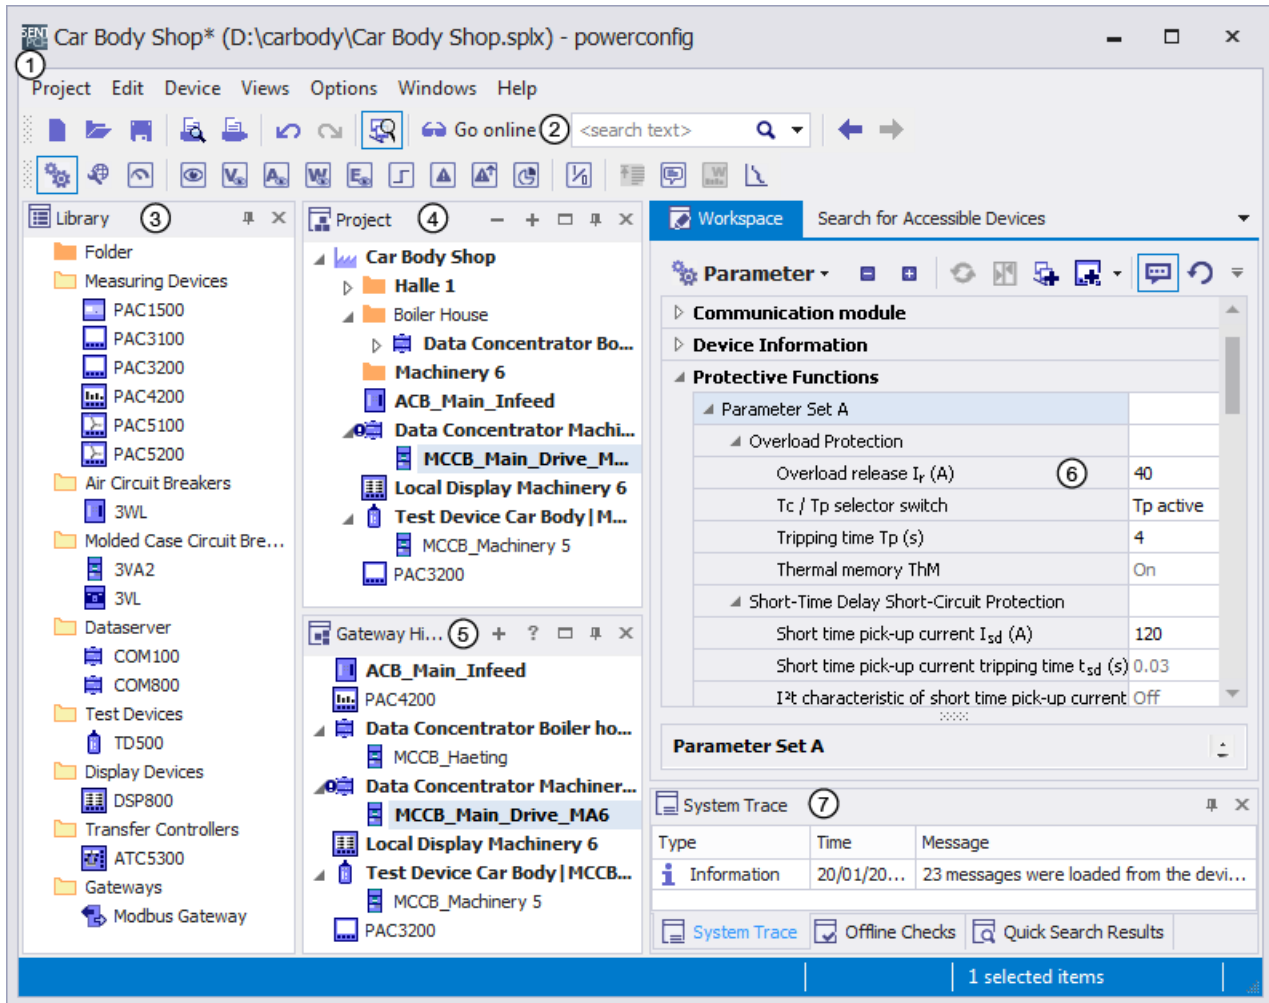 SENT
PCF
Car Body Shop* (D:\carbody\Car Body Shop.splx) - powerconfig
1
Project Edit Device Views Options Windows Help
Go online 2 <search text>
Library 3
Folder
Measuring Devices
PAC1500
PAC3100
PAC3200
PAC4200
PAC5100
PAC5200
Air Circuit Breakers
3WL
Molded Case Circuit Bre...
3VA2
3VL
Dataserver
COM100
COM800
Test Devices
TD500
Display Devices
DSP800
Transfer Controllers
ATC5300
Gateways
Modbus Gateway
Project 4
Car Body Shop
Halle 1
Boiler House
Data Concentrator Bo...
Machinery 6
ACB_Main_Infeed
Data Concentrator Machi...
MCCB_Main_Drive_M...
Local Display Machinery 6
Test Device Car Body|M...
MCCB_Machinery 5
PAC3200
Gateway Hi... 5
ACB_Main_Infeed
PAC4200
Data Concentrator Boiler ho...
MCCB_Haeting
Data Concentrator Machiner...
MCCB_Main_Drive_MA6
Local Display Machinery 6
Test Device Car Body|MCCB...
MCCB_Machinery 5
PAC3200
Workspace Search for Accessible Devices
Parameter
Communication module
Device Information
Protective Functions
Parameter Set A
Overload Protection
Overload release Ir (A) 6 40
Tc / Tp selector switch Tp active
Tripping time Tp (s) 4
Thermal memory ThM On
Short-Time Delay Short-Circuit Protection
Short time pick-up current Isd (A) 120
Short time pick-up current tripping time tsd (s) 0.03
I²t characteristic of short time pick-up current Off
Parameter Set A
System Trace 7
Type Time Message
Information 20/01/20... 23 messages were loaded from the devi...
System Trace Offline Checks Quick Search Results
1 selected items